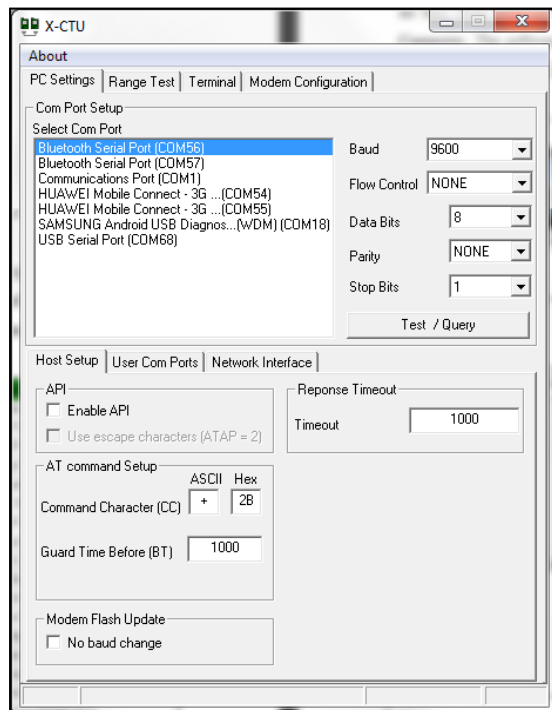 X-CTU
About
PC Settings Range Test Terminal Modem Configuration
Com Port Setup
Select Com Port
Bluetooth Serial Port (COM56)
Bluetooth Serial Port (COM57)
Communications Port (COM1)
HUAWEI Mobile Connect - 3G ...(COM54)
HUAWEI Mobile Connect - 3G ...(COM55)
SAMSUNG Android USB Diagnos...(WDM) (COM18)
USB Serial Port (COM68)
Baud 9600
Flow Control NONE
Data Bits 8
Parity NONE
Stop Bits 1
Test / Query
Host Setup User Com Ports Network Interface
API
Enable API
Use escape characters (ATAP = 2)
Reponse Timeout
Timeout 1000
AT command Setup
ASCII Hex
Command Character (CC) + 2B
Guard Time Before (BT) 1000
Modem Flash Update
No baud change